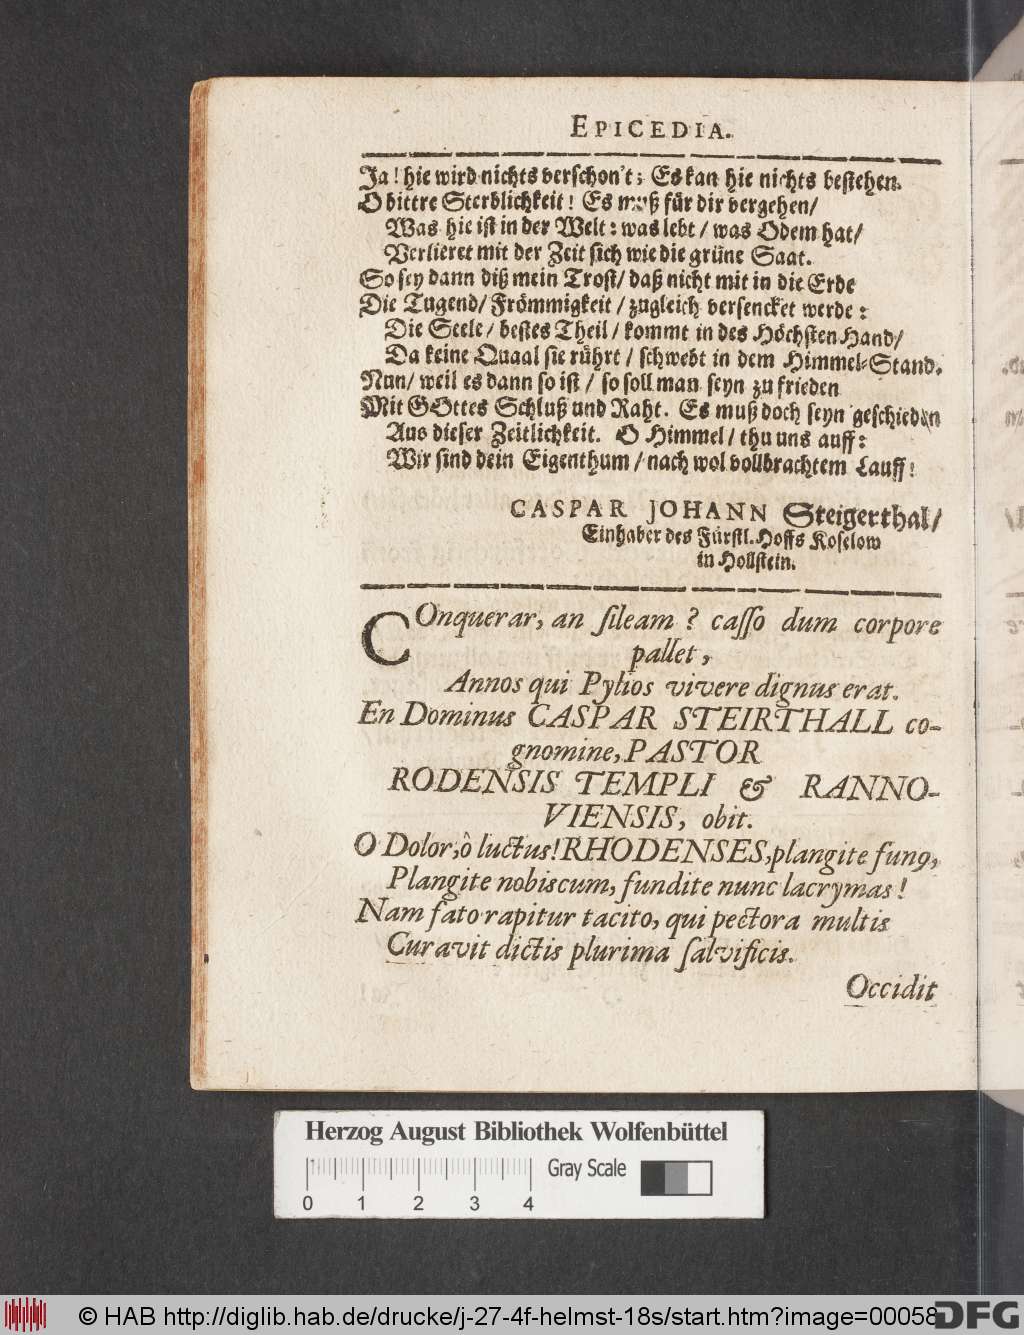 EPICEDIA.
Ja! hie wird nichts verschon't; Es kan hie nichts bestehen.
O bittre Sterblichkeit! Es muß für dir vergehen/
Was hie ist in der Welt: was lebt/ was Odem hat/
Verlieret mit der Zeit sich wie die grüne Saat.
So sey dann diß mein Trost/ daß nicht mit in die Erde
Die Tugend/ Frömmigkeit/ zugleich versencket werde:
Die Seele/ bestes Theil/ kommt in des Höchsten Hand/
Da keine Quaal sie rührt/ schwebt in dem Himmel-Stand.
Nun/ weil es dann so ist/ so soll man seyn zu frieden
Mit GOttes Schluß und Raht. Es muß doch seyn geschieden
Aus dieser Zeitlichkeit. O Himmel/ thu uns auff:
Wir sind dein Eigenthum/ nach wol vollbrachtem Lauff!
CASPAR JOHANN Steigerthal/
Einhaber des Fürstl. Hoffs Koselow
in Hollstein.
COnquerar, an sileam? casso dum corpore
pallet,
Annos qui Pylios vivere dignus erat.
En Dominus CASPAR STEIRTHALL co-
gnomine, PASTOR
RODENSIS TEMPLI & RANNO-
VIENSIS, obit.
O Dolor, ô luctus! RHODENSES, plangite funꝯ,
Plangite nobiscum, fundite nunc lacrymas!
Nam fato rapitur tacito, qui pectora multis
Curavit dictis plurima salvificis.
Occidit
Herzog August Bibliothek Wolfenbüttel
Gray Scale
0 1 2 3 4
© HAB http://diglib.hab.de/drucke/j-27-4f-helmst-18s/start.htm?image=00058
DFG